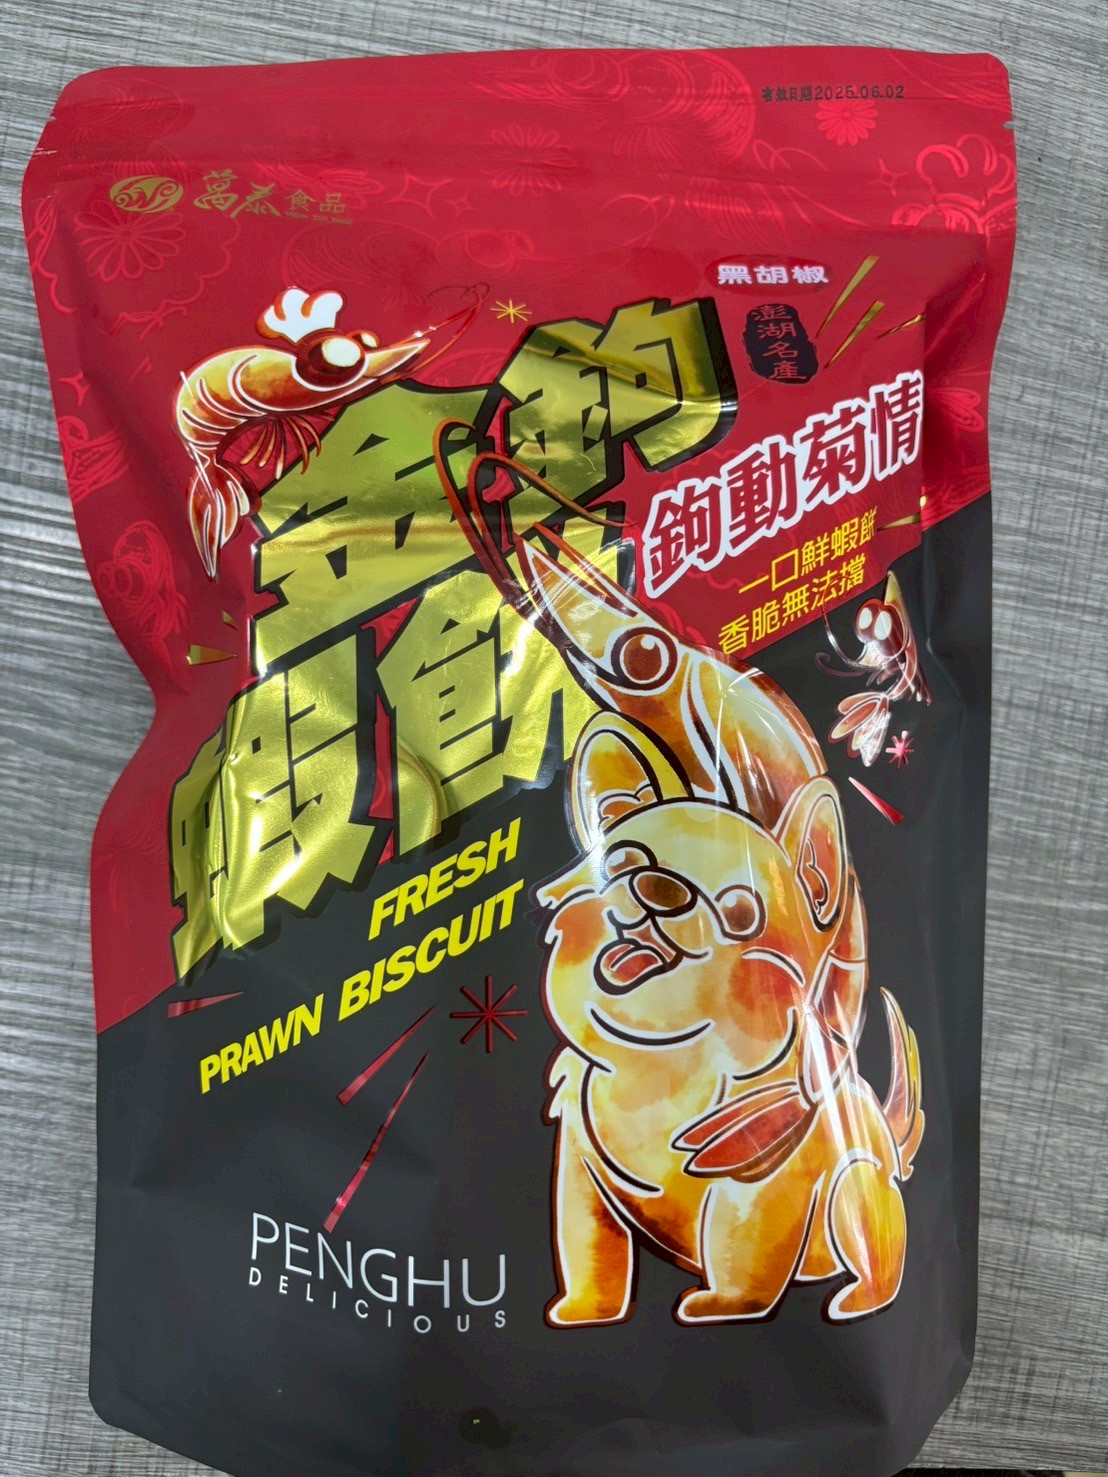 有效日期2025.06.02
萬泰食品
黑胡椒
澎湖名產
金鉤
蝦餅
鉤動菊情
一口鮮蝦餅
香脆無法擋
FRESH
PRAWN BISCUIT
PENGHU
DELICIOUS